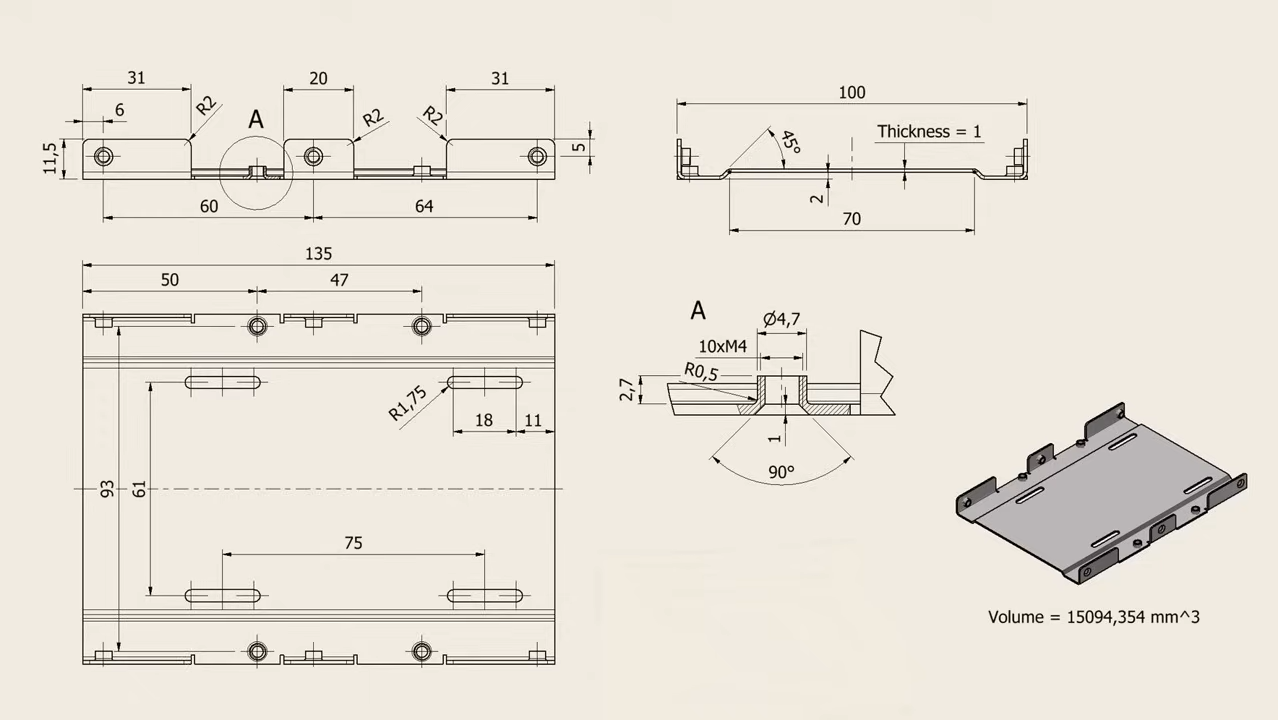 31
20
31
6
R2
A
R2
R2
11,5
5
60
64
100
45°
Thickness = 1
2
70
135
50
47
R1,75
18
11
93
61
75
A
Ø4,7
10xM4
R0,5
2,7
1
90°
Volume = 15094,354 mm^3